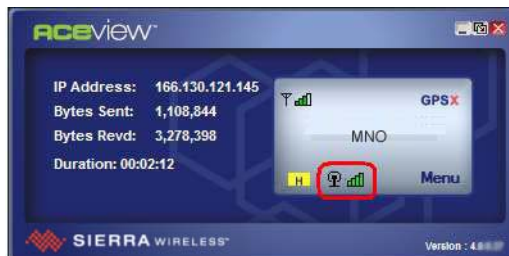 ACEview
IP Address: 166.130.121.145
Bytes Sent: 1,108,844
Bytes Revd: 3,278,398
Duration: 00:02:12
GPSX
MNO
H
Menu
SIERRA WIRELESS
Version : 4.